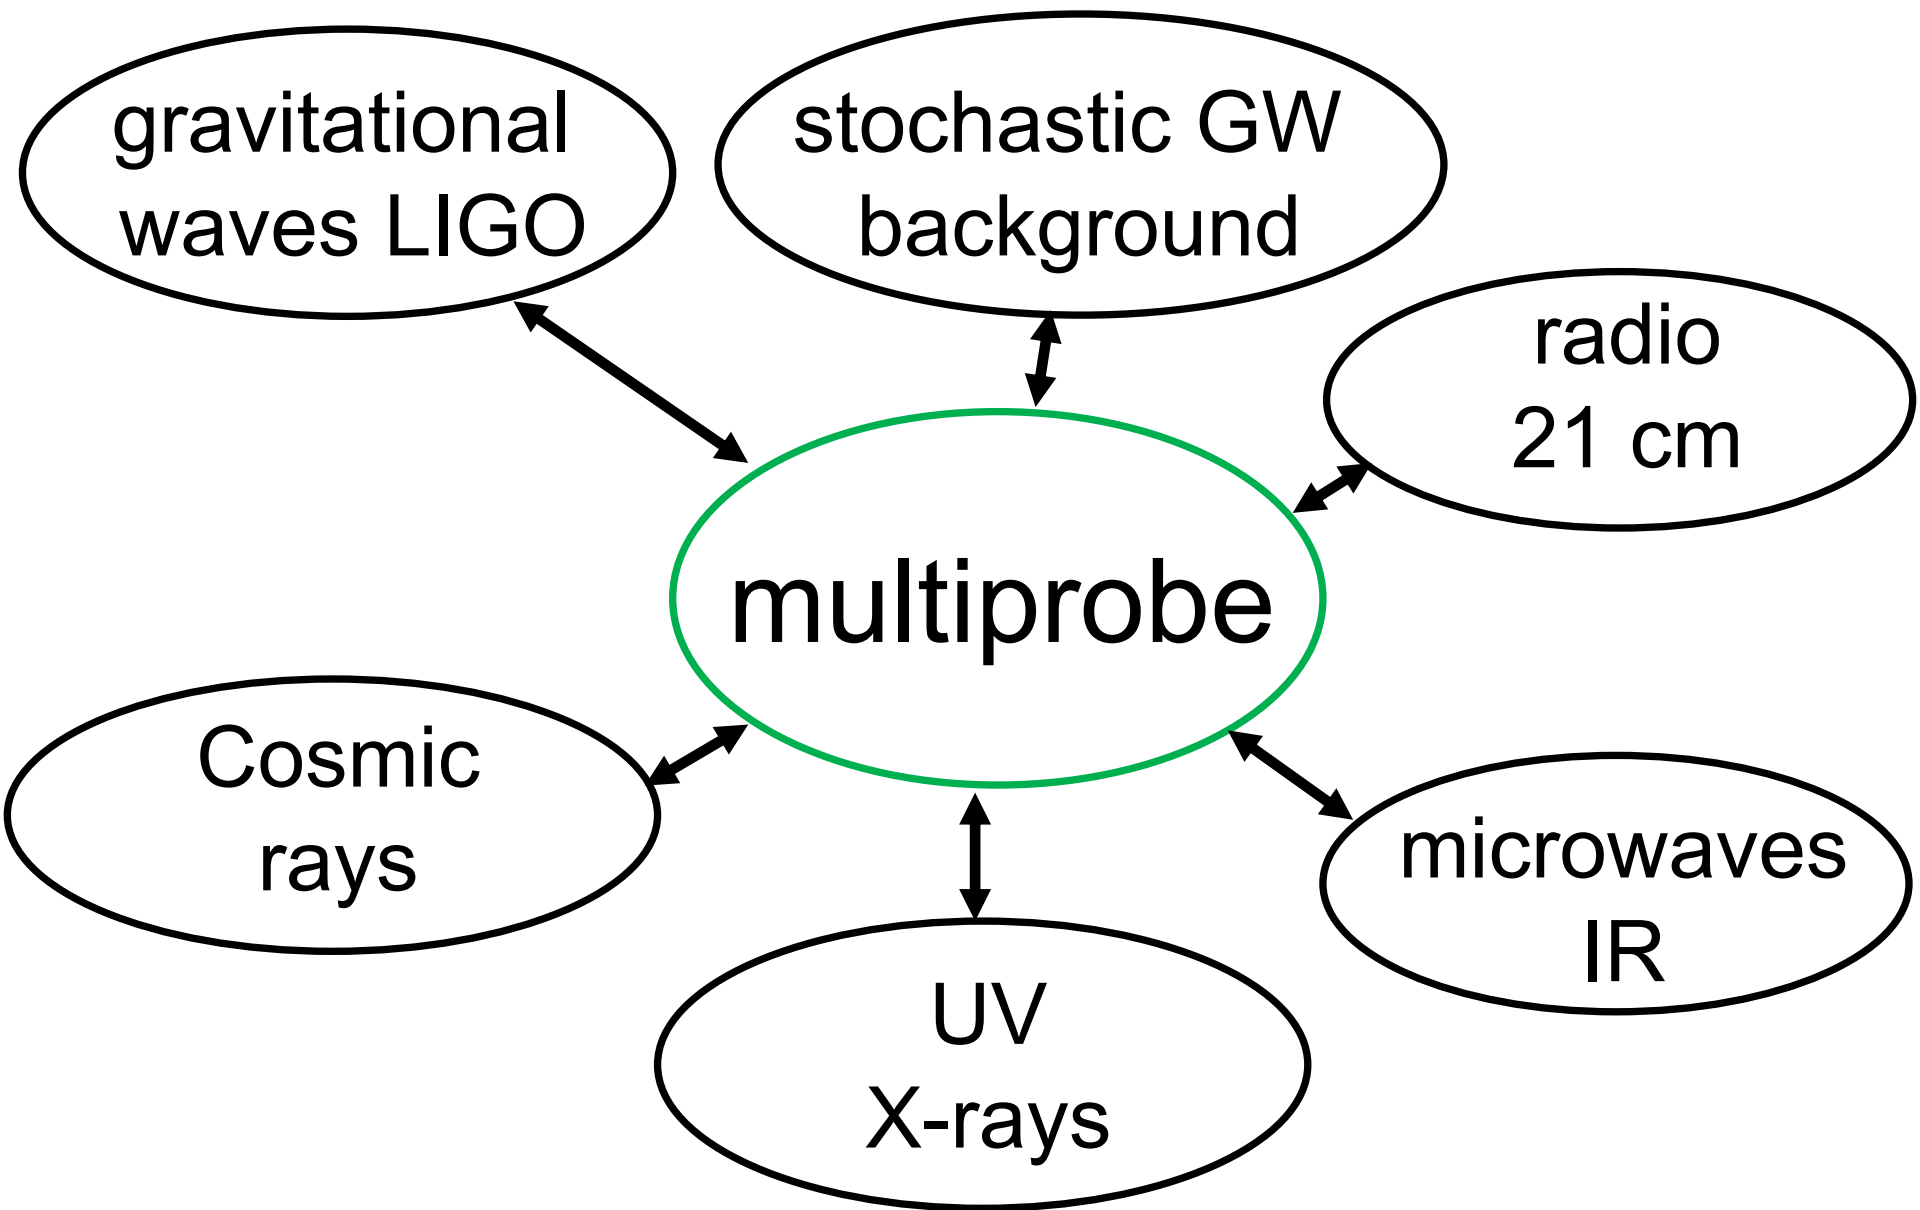 gravitational
waves LIGO
stochastic GW
background
radio
21 cm
multiprobe
Cosmic
rays
microwaves
IR
UV
X-rays